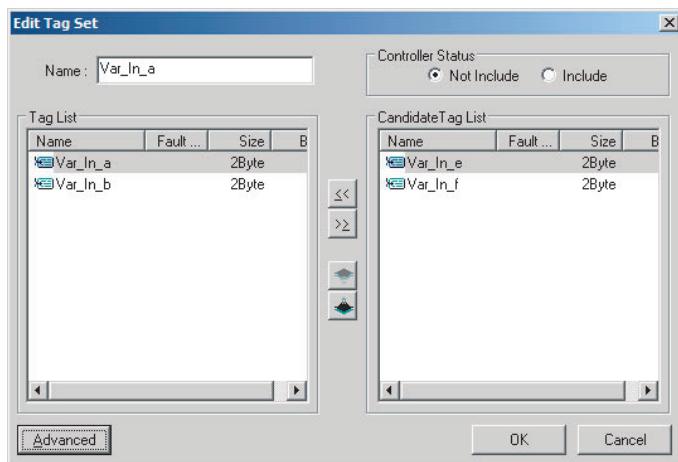 Edit Tag Set
Name : Var_In_a
Controller Status
Not Include Include
Tag List
Name Fault ... Size B
Var_In_a 2Byte
Var_In_b 2Byte
<<
>>
CandidateTag List
Name Fault ... Size B
Var_In_e 2Byte
Var_In_f 2Byte
Advanced
OK Cancel